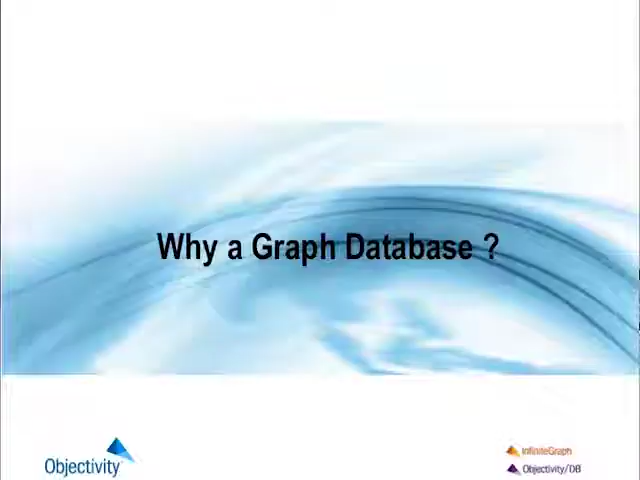 Why a Graph Database ?
Objectivity
InfiniteGraph
Objectivity/DB